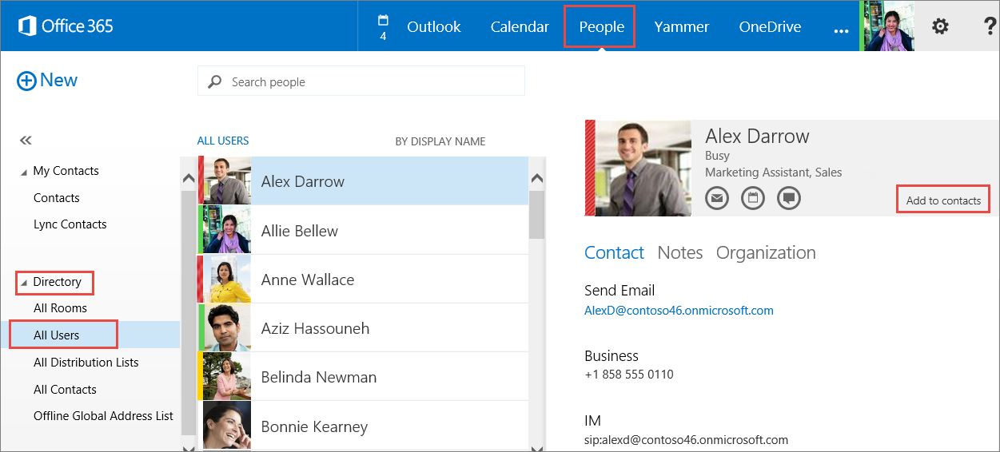 Office 365
4
Outlook
Calendar
People
Yammer
OneDrive
...
?
New
Search people
«
My Contacts
Contacts
Lync Contacts
Directory
All Rooms
All Users
All Distribution Lists
All Contacts
Offline Global Address List
ALL USERS
BY DISPLAY NAME
Alex Darrow
Allie Bellew
Anne Wallace
Aziz Hassouneh
Belinda Newman
Bonnie Kearney
Alex Darrow
Busy
Marketing Assistant, Sales
Add to contacts
Contact
Notes
Organization
Send Email
AlexD@contoso46.onmicrosoft.com
Business
+1 858 555 0110
IM
sip:alexd@contoso46.onmicrosoft.com